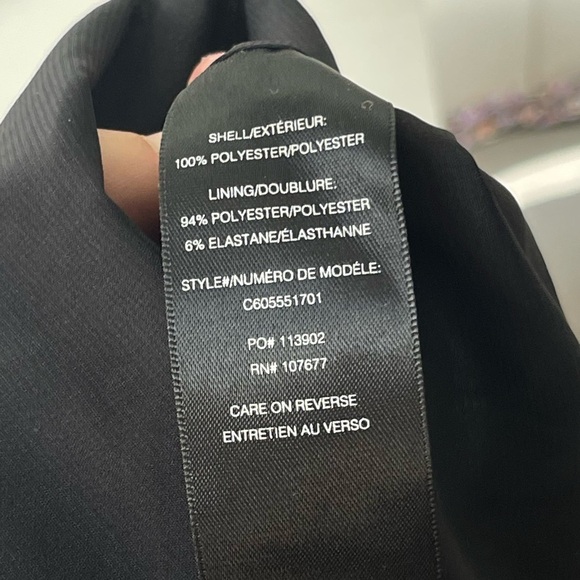 SHELL/EXTÉRIEUR:
100% POLYESTER/POLYESTER
LINING/DOUBLURE:
94% POLYESTER/POLYESTER
6% ELASTANE/ÉLASTHANNE
STYLE#/NUMÉRO DE MODÉLE:
C605551701
PO# 113902
RN# 107677
CARE ON REVERSE
ENTRETIEN AU VERSO